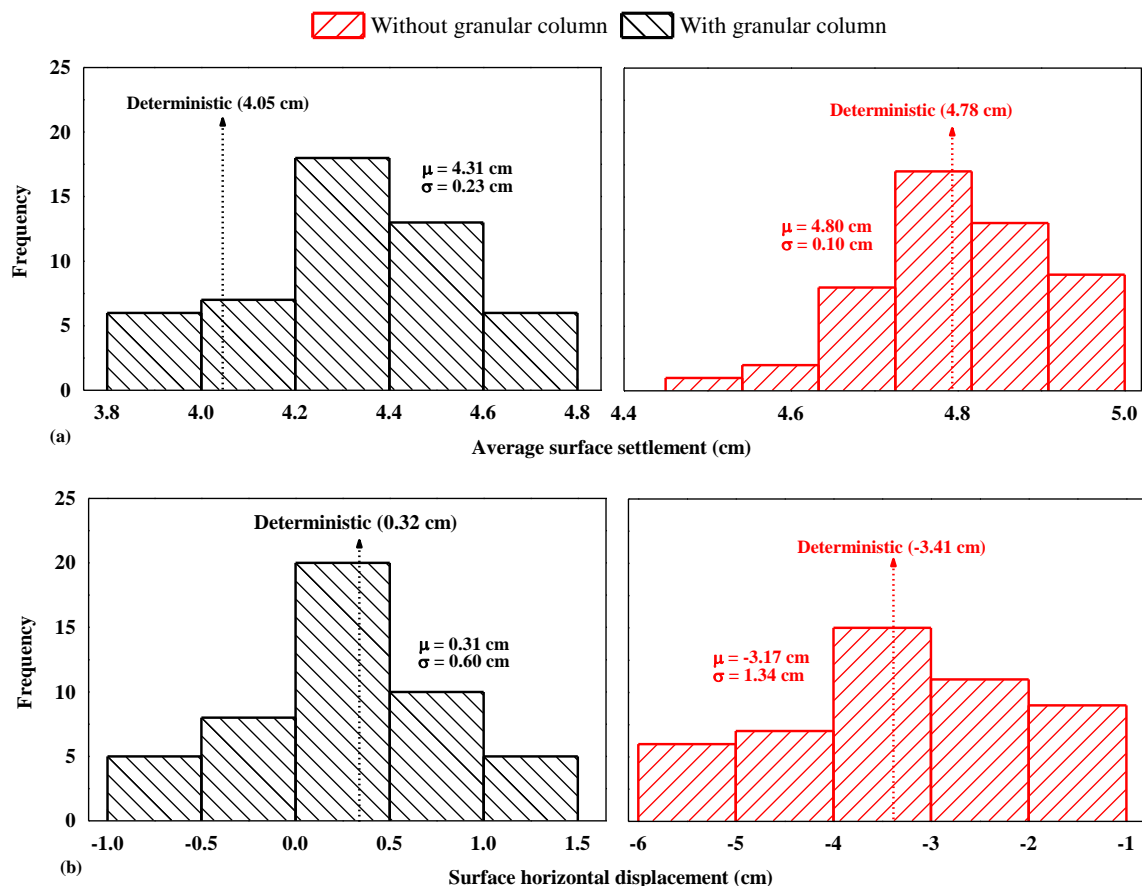 Without granular column With granular column
25
20
15
10
5
0
Frequency
Deterministic (4.05 cm)
μ = 4.31 cm
σ = 0.23 cm
3.8 4.0 4.2 4.4 4.6 4.8
Deterministic (4.78 cm)
μ = 4.80 cm
σ = 0.10 cm
4.4 4.6 4.8 5.0
(a)
Average surface settlement (cm)
25
20
15
10
5
0
Frequency
Deterministic (0.32 cm)
μ = 0.31 cm
σ = 0.60 cm
-1.0 -0.5 0.0 0.5 1.0 1.5
Deterministic (-3.41 cm)
μ = -3.17 cm
σ = 1.34 cm
-6 -5 -4 -3 -2 -1
(b)
Surface horizontal displacement (cm)